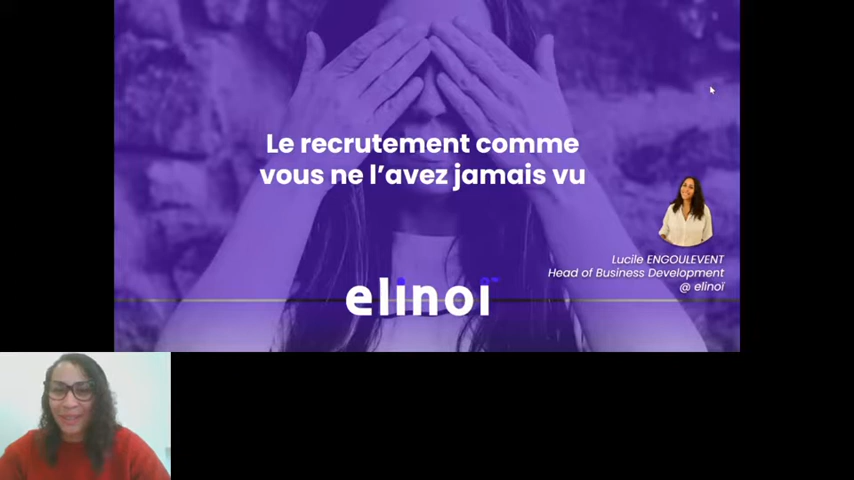 Le recrutement comme
vous ne l’avez jamais vu
Lucile ENGOULEVENT
Head of Business Development
@ elinoï
elinoï